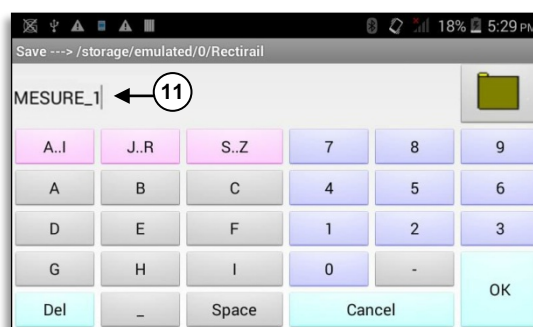 18% 5:29 PM
Save ---> /storage/emulated/0/Rectirail
MESURE_1 11
A..I J..R S..Z 7 8 9
A B C 4 5 6
D E F 1 2 3
G H I 0 - OK
Del _ Space Cancel